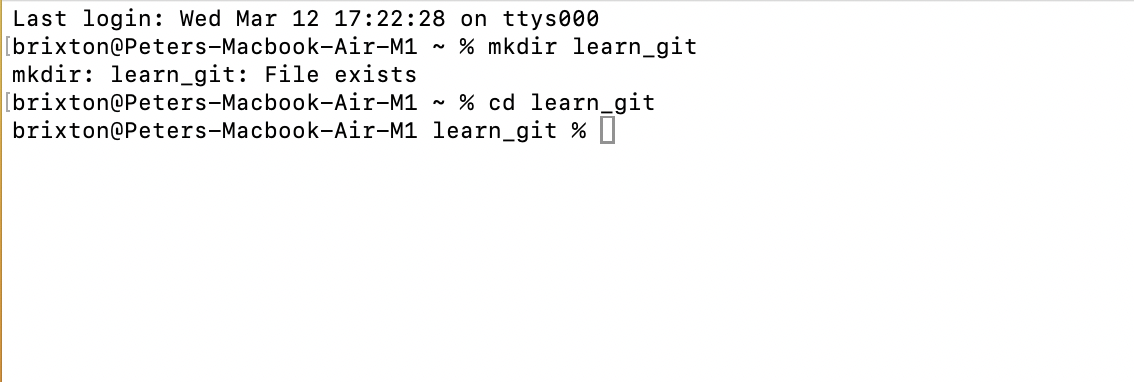 Last login: Wed Mar 12 17:22:28 on ttys000
[brixton@Peters-Macbook-Air-M1 ~ % mkdir learn_git
mkdir: learn_git: File exists
[brixton@Peters-Macbook-Air-M1 ~ % cd learn_git
brixton@Peters-Macbook-Air-M1 learn_git %